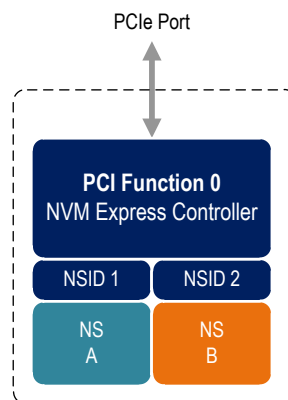 PCIe Port
PCI Function 0
NVM Express Controller
NSID 1
NSID 2
NS
A
NS
B